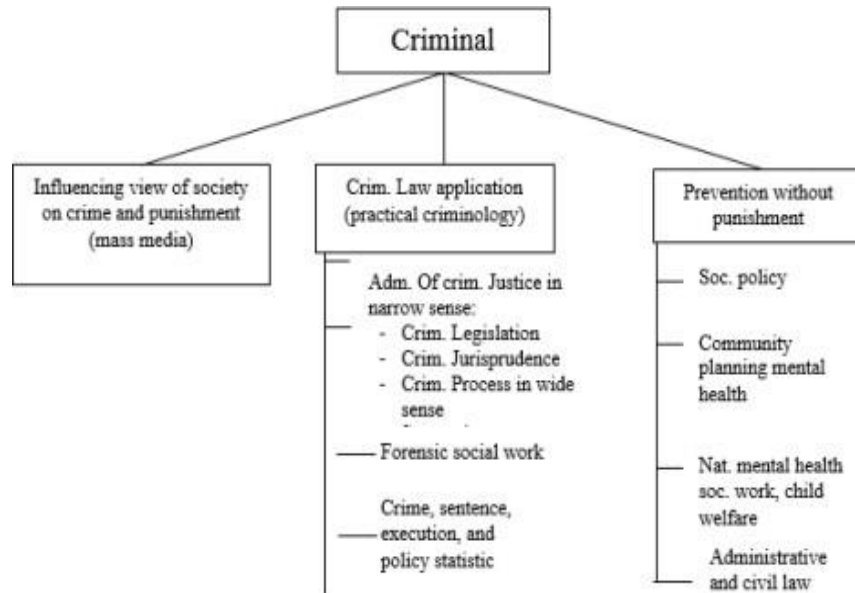 Criminal
Influencing view of society
on crime and punishment
(mass media)
Crim. Law application
(practical criminology)
Adm. Of crim. Justice in
narrow sense:
- Crim. Legislation
- Crim. Jurisprudence
- Crim. Process in wide
sense
Forensic social work
Crime, sentence,
execution, and
policy statistic
Prevention without
punishment
Soc. policy
Community
planning mental
health
Nat. mental health
soc. work, child
welfare
Administrative
and civil law